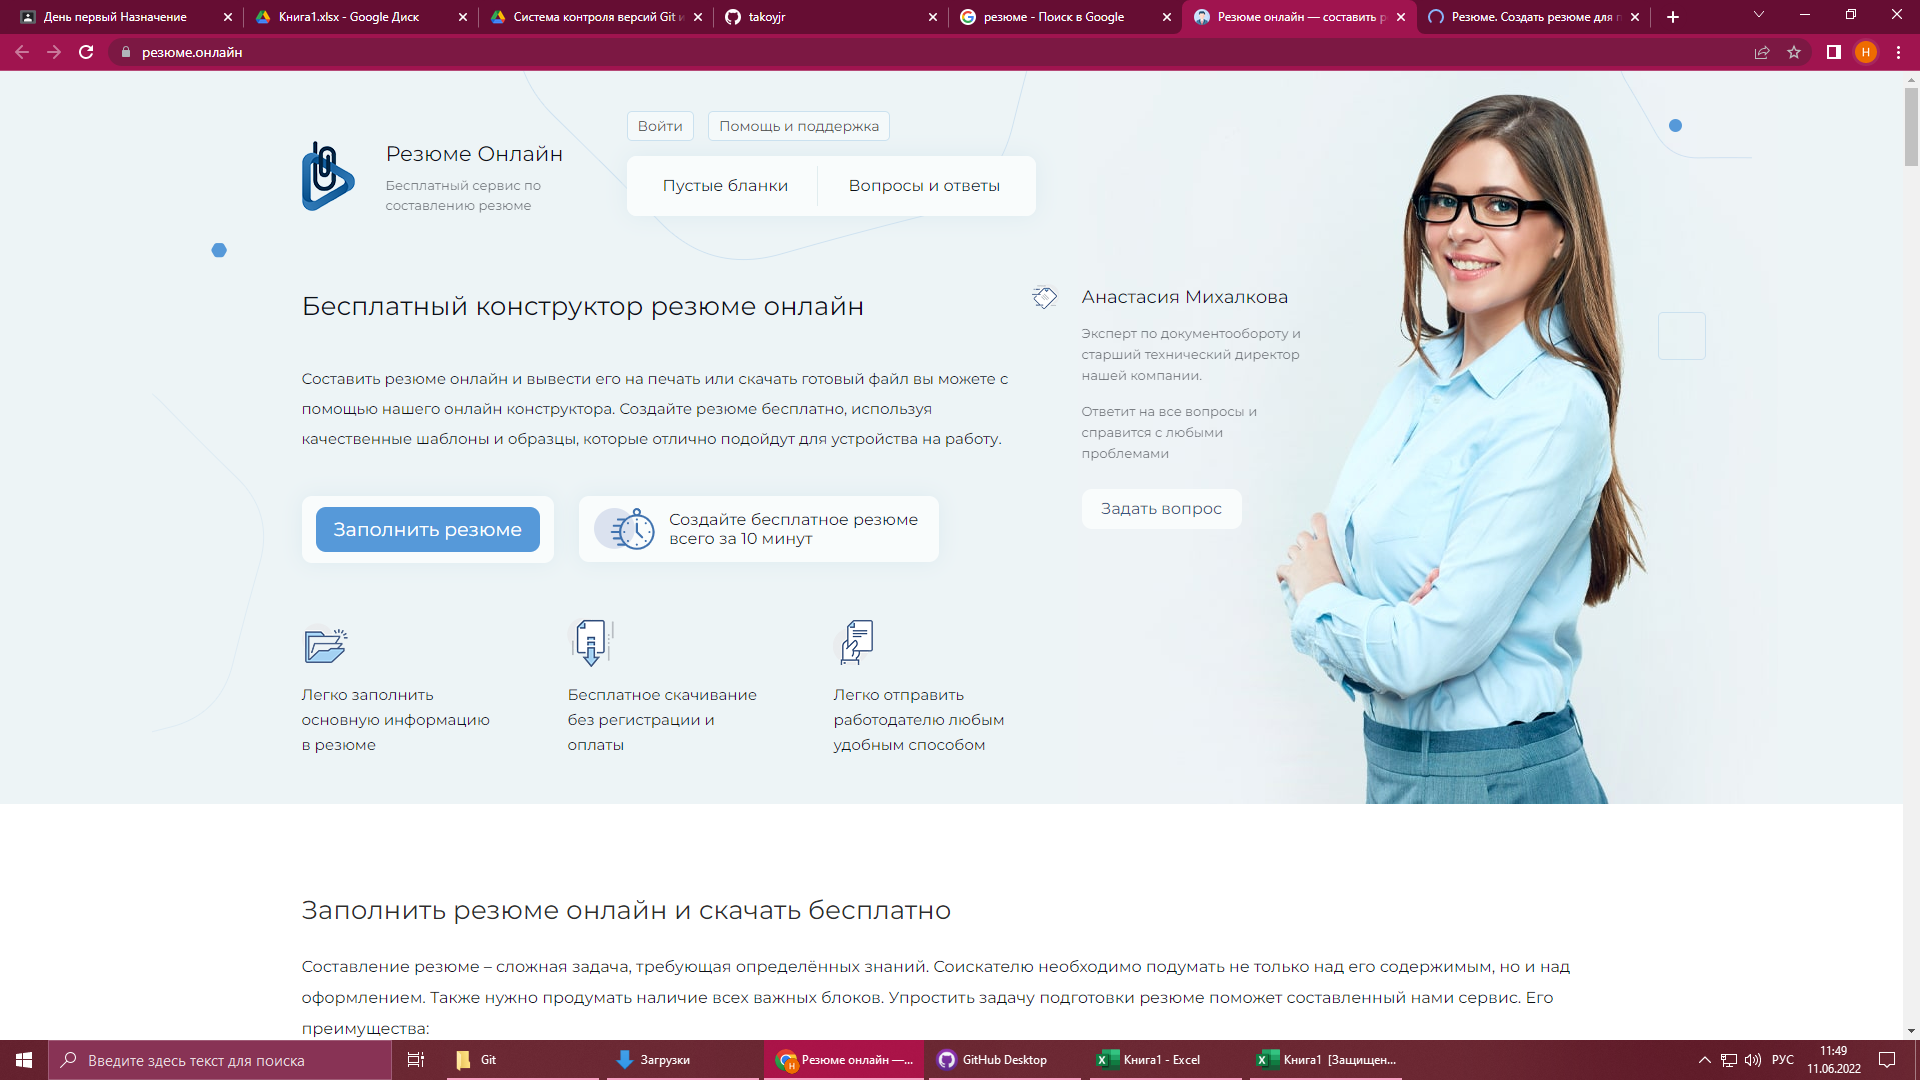 День первый Назначение
Книга1.xlsx - Google Диск
Система контроля версий Git и
takoyjr
резюме - Поиск в Google
Резюме онлайн — составить р
Резюме. Создать резюме для п
резюме.онлайн
Н
Войти
Помощь и поддержка
Резюме Онлайн
Бесплатный сервис по
составлению резюме
Пустые бланки
Вопросы и ответы
Бесплатный конструктор резюме онлайн
Составить резюме онлайн и вывести его на печать или скачать готовый файл вы можете с
помощью нашего онлайн конструктора. Создайте резюме бесплатно, используя
качественные шаблоны и образцы, которые отлично подойдут для устройства на работу.
Заполнить резюме
Создайте бесплатное резюме
всего за 10 минут
Анастасия Михалкова
Эксперт по документообороту и
старший технический директор
нашей компании.
Ответит на все вопросы и
справится с любыми
проблемами
Задать вопрос
Легко заполнить
основную информацию
в резюме
Бесплатное скачивание
без регистрации и
оплаты
Легко отправить
работодателю любым
удобным способом
Заполнить резюме онлайн и скачать бесплатно
Составление резюме – сложная задача, требующая определённых знаний. Соискателю необходимо подумать не только над его содержимым, но и над
оформлением. Также нужно продумать наличие всех важных блоков. Упростить задачу подготовки резюме поможет составленный нами сервис. Его
преимущества:
Введите здесь текст для поиска
Git
Загрузки
Резюме онлайн —...
GitHub Desktop
Книга1 - Excel
Книга1 [Защищен...
РУС
11:49
11.06.2022